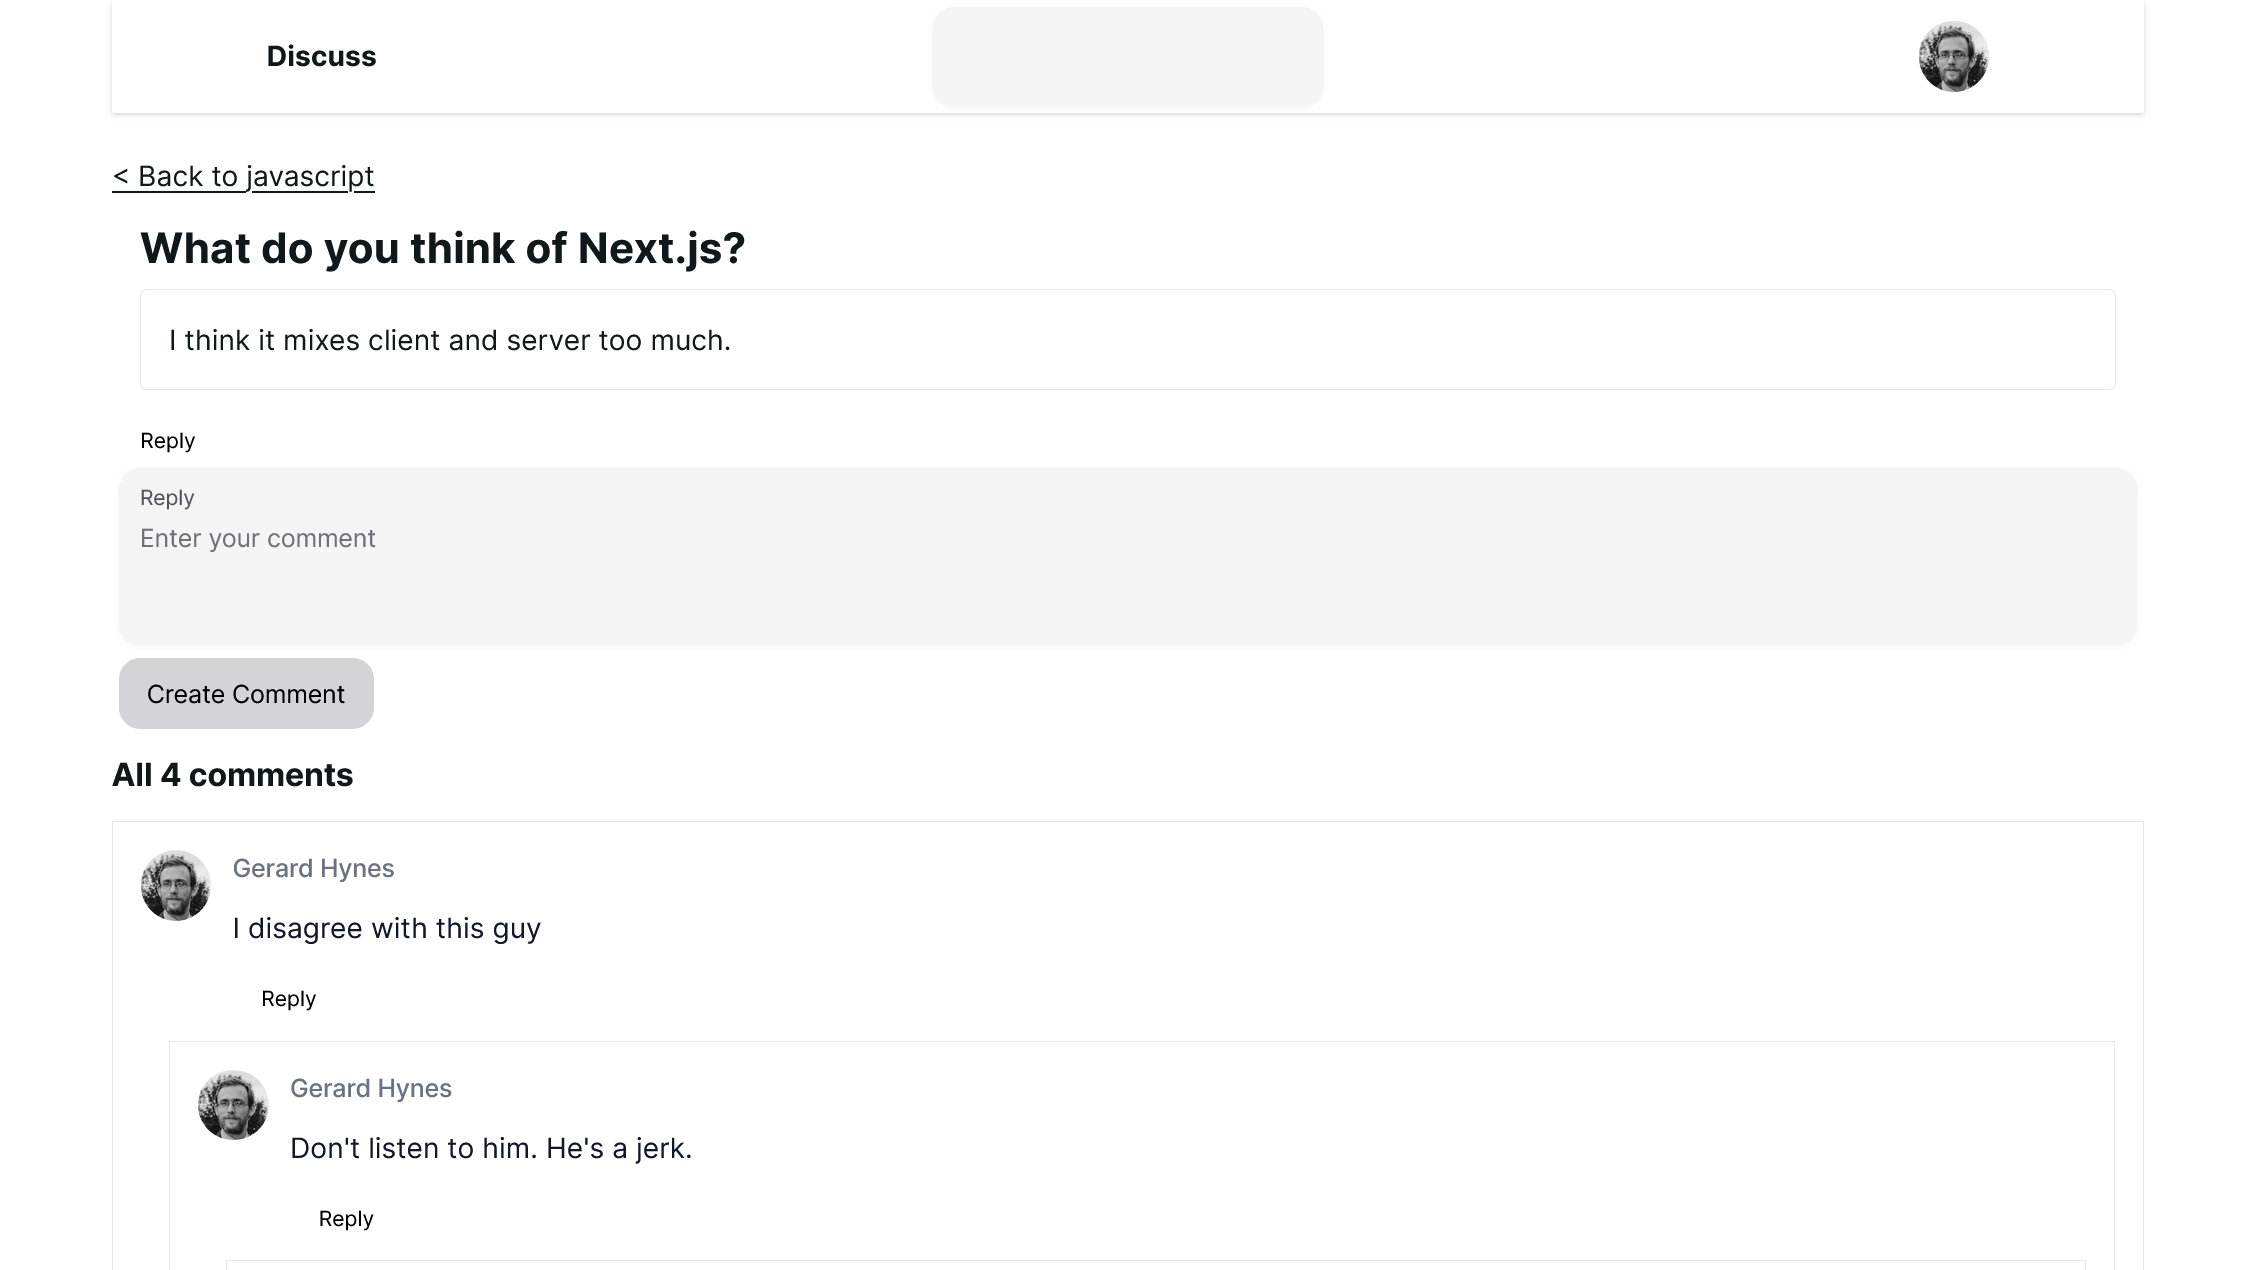 Discuss
< Back to javascript
What do you think of Next.js?
I think it mixes client and server too much.
Reply
Reply
Enter your comment
Create Comment
All 4 comments
Gerard Hynes
I disagree with this guy
Reply
Gerard Hynes
Don't listen to him. He's a jerk.
Reply